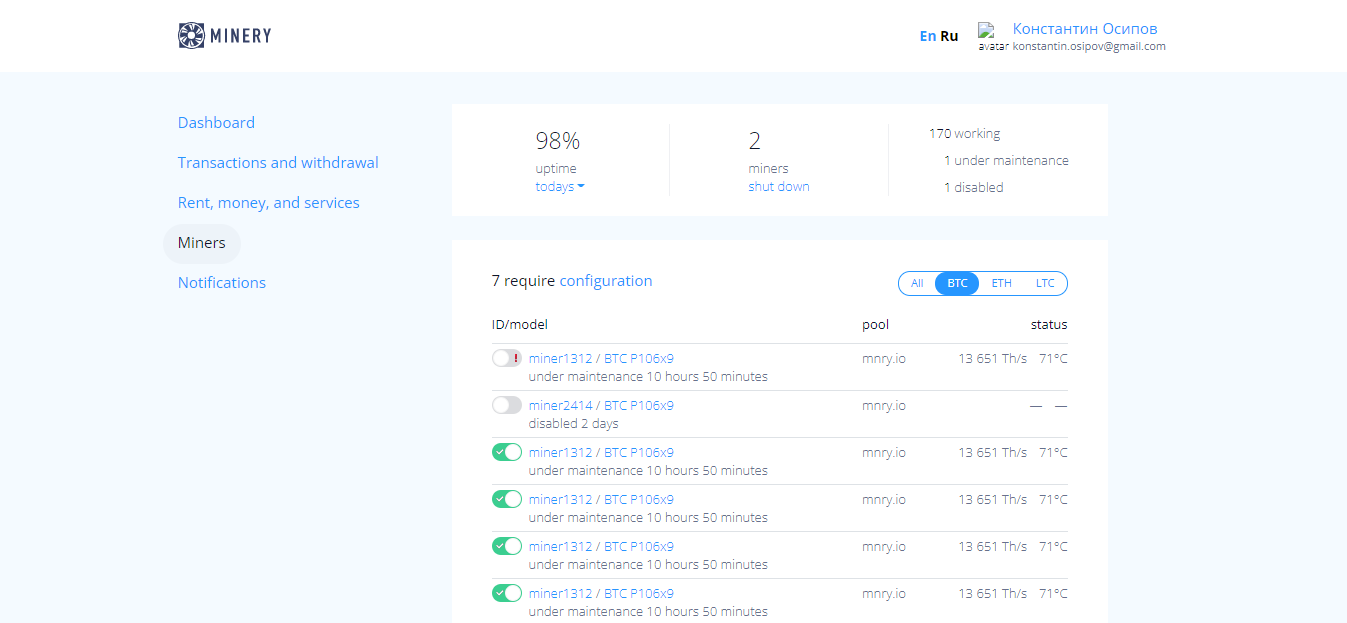 MINERY
En Ru
avatar
Константин Осипов
konstantin.osipov@gmail.com
Dashboard
Transactions and withdrawal
Rent, money, and services
Miners
Notifications
98%
uptime
todays
2
miners
shut down
170 working
1 under maintenance
1 disabled
7 require configuration
All BTC ETH LTC
ID/model pool status
! miner1312 / BTC P106x9 mnry.io 13 651 Th/s 71°C
under maintenance 10 hours 50 minutes
miner2414 / BTC P106x9 mnry.io — —
disabled 2 days
miner1312 / BTC P106x9 mnry.io 13 651 Th/s 71°C
under maintenance 10 hours 50 minutes
miner1312 / BTC P106x9 mnry.io 13 651 Th/s 71°C
under maintenance 10 hours 50 minutes
miner1312 / BTC P106x9 mnry.io 13 651 Th/s 71°C
under maintenance 10 hours 50 minutes
miner1312 / BTC P106x9 mnry.io 13 651 Th/s 71°C
under maintenance 10 hours 50 minutes